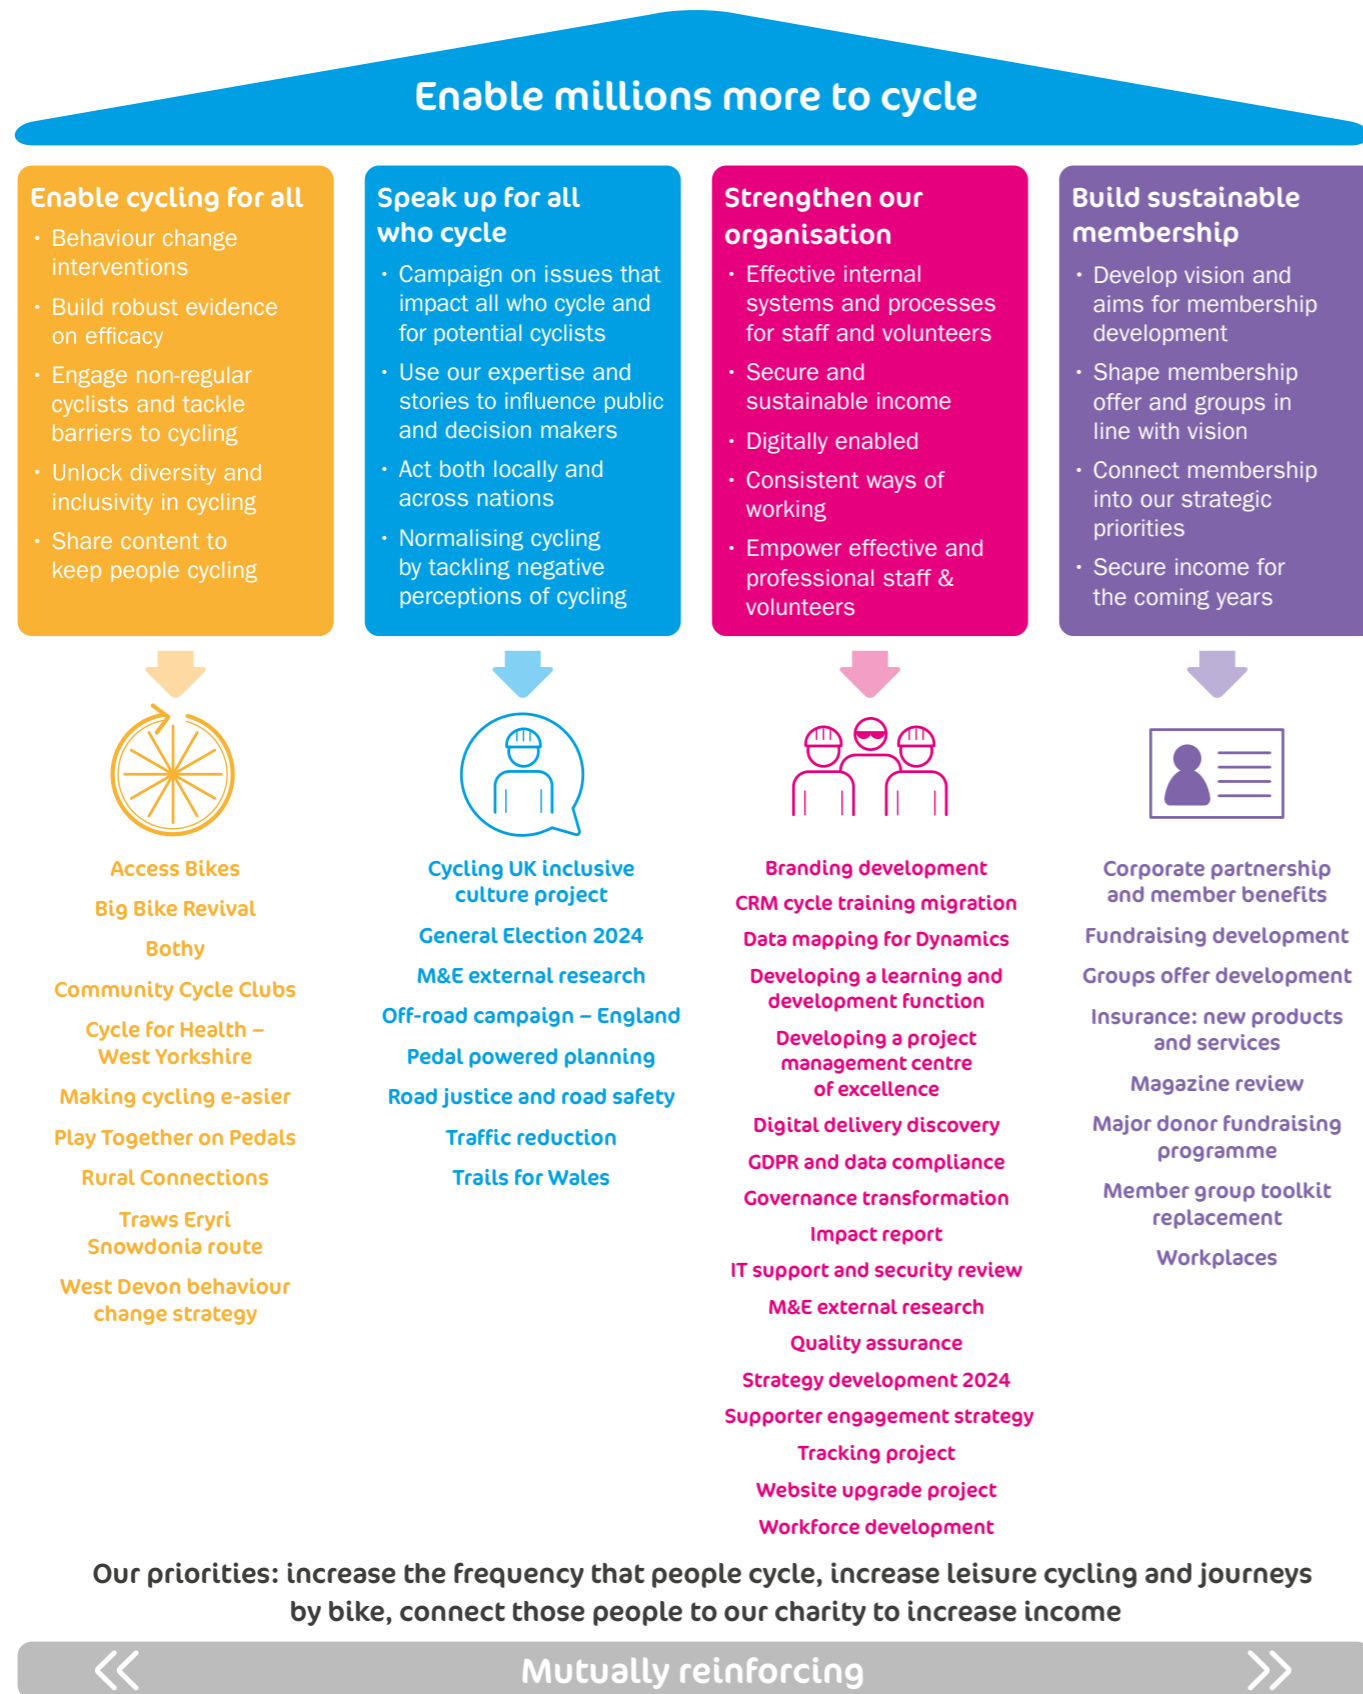 Enable millions more to cycle
Enable cycling for all
· Behaviour change
interventions
· Build robust evidence
on efficacy
· Engage non-regular
cyclists and tackle
barriers to cycling
· Unlock diversity and
inclusivity in cycling
· Share content to
keep people cycling
Speak up for all
who cycle
· Campaign on issues that
impact all who cycle and
for potential cyclists
· Use our expertise and
stories to influence public
and decision makers
· Act both locally and
across nations
· Normalising cycling
by tackling negative
perceptions of cycling
Strengthen our
organisation
· Effective internal
systems and processes
for staff and volunteers
· Secure and
sustainable income
· Digitally enabled
· Consistent ways of
working
· Empower effective and
professional staff &
volunteers
Build sustainable
membership
· Develop vision and
aims for membership
development
· Shape membership
offer and groups in
line with vision
· Connect membership
into our strategic
priorities
· Secure income for
the coming years
Access Bikes
Big Bike Revival
Bothy
Community Cycle Clubs
Cycle for Health –
West Yorkshire
Making cycling e-asier
Play Together on Pedals
Rural Connections
Traws Eryri
Snowdonia route
West Devon behaviour
change strategy
Cycling UK inclusive
culture project
General Election 2024
M&E external research
Off-road campaign – England
Pedal powered planning
Road justice and road safety
Traffic reduction
Trails for Wales
Branding development
CRM cycle training migration
Data mapping for Dynamics
Developing a learning and
development function
Developing a project
management centre
of excellence
Digital delivery discovery
GDPR and data compliance
Governance transformation
Impact report
IT support and security review
M&E external research
Quality assurance
Strategy development 2024
Supporter engagement strategy
Tracking project
Website upgrade project
Workforce development
Corporate partnership
and member benefits
Fundraising development
Groups offer development
Insurance: new products
and services
Magazine review
Major donor fundraising
programme
Member group toolkit
replacement
Workplaces
Our priorities: increase the frequency that people cycle, increase leisure cycling and journeys
by bike, connect those people to our charity to increase income
Mutually reinforcing